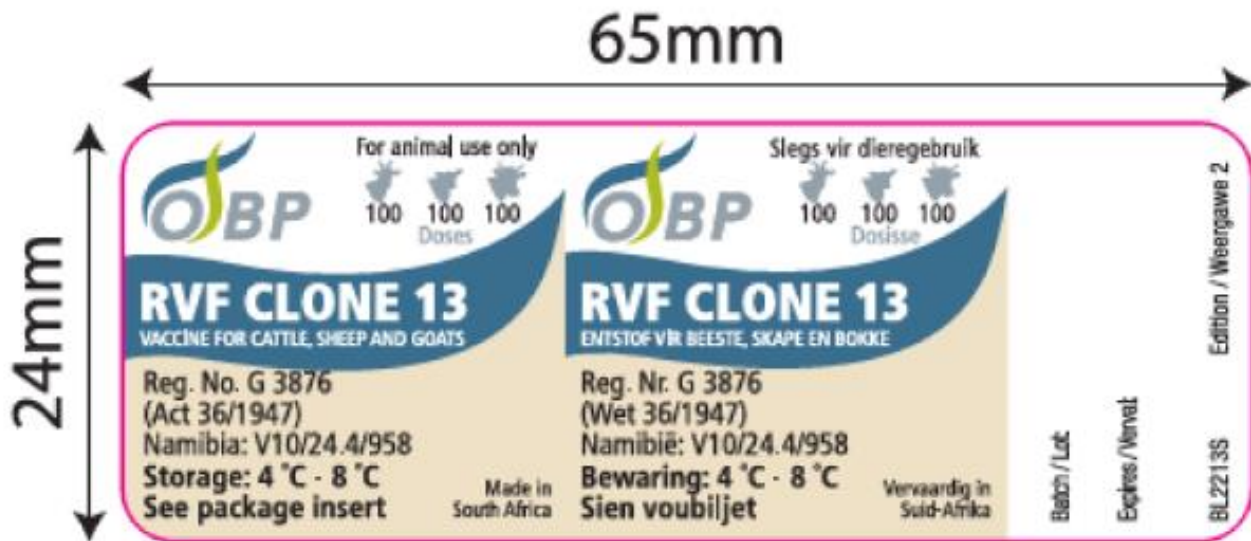 65mm
24mm
OBP
For animal use only
100 100 100
Doses
RVF CLONE 13
VACCINE FOR CATTLE, SHEEP AND GOATS
Reg. No. G 3876
(Act 36/1947)
Namibia: V10/24.4/958
Storage: 4 °C - 8 °C
See package insert
Made in
South Africa
OBP
Slegs vir dieregebruik
100 100 100
Dosisse
RVF CLONE 13
ENTSTOF VIR BEESTE, SKAPE EN BOKKE
Reg. Nr. G 3876
(Wet 36/1947)
Namibië: V10/24.4/958
Bewaring: 4 °C - 8 °C
Sien voubiljet
Vervaardig in
Suid-Afrika
Batch / Lot:
Expires / Verval:
BL2213S
Edition / Weergawe 2